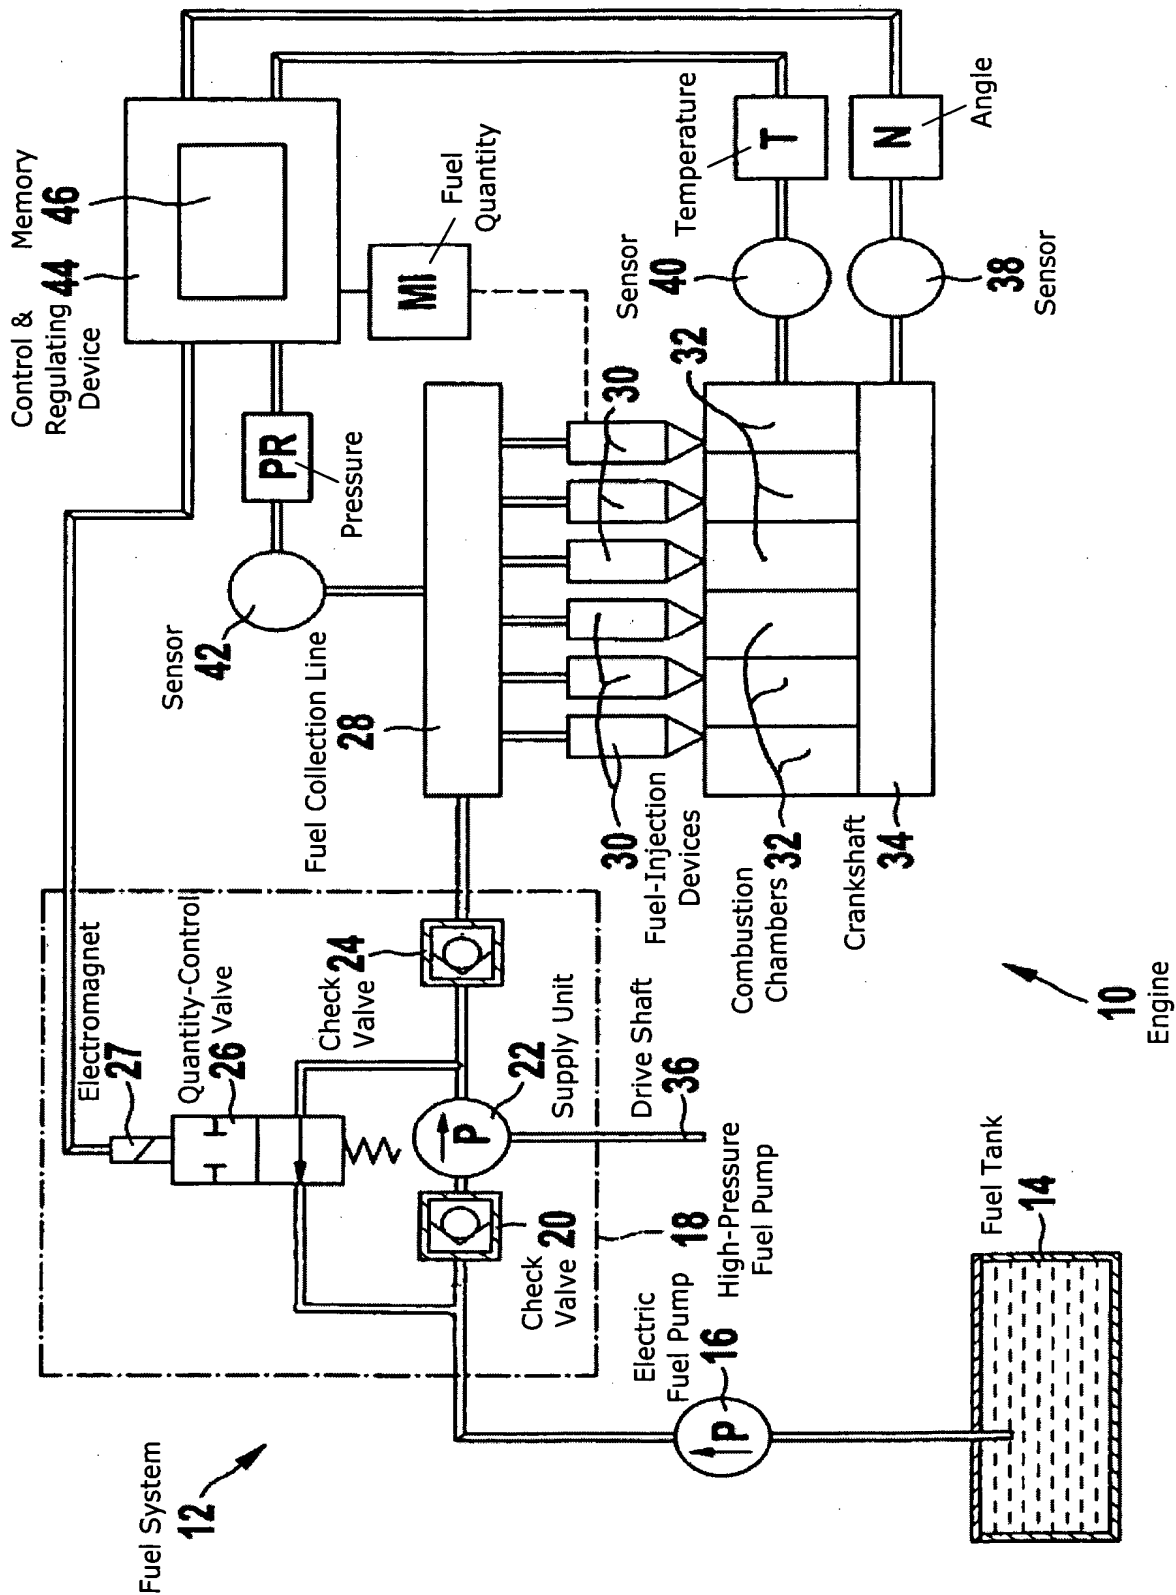 Control &
Regulating
Device
44
Memory
46
Pressure
PR
Sensor
42
MI
Fuel
Quantity
Temperature
T
N
Angle
Sensor
40
38
Sensor
Fuel Collection Line
28
30
32
30
Fuel-Injection
Devices
Combustion
Chambers
32
Crankshaft
34
Electromagnet
27
Quantity-Control
Valve
26
Check
Valve
24
P
22
Supply Unit
Drive Shaft
36
Check
Valve
20
18
High-Pressure
Fuel Pump
Electric
Fuel Pump
16
P
Fuel Tank
14
Fuel System
12
10
Engine